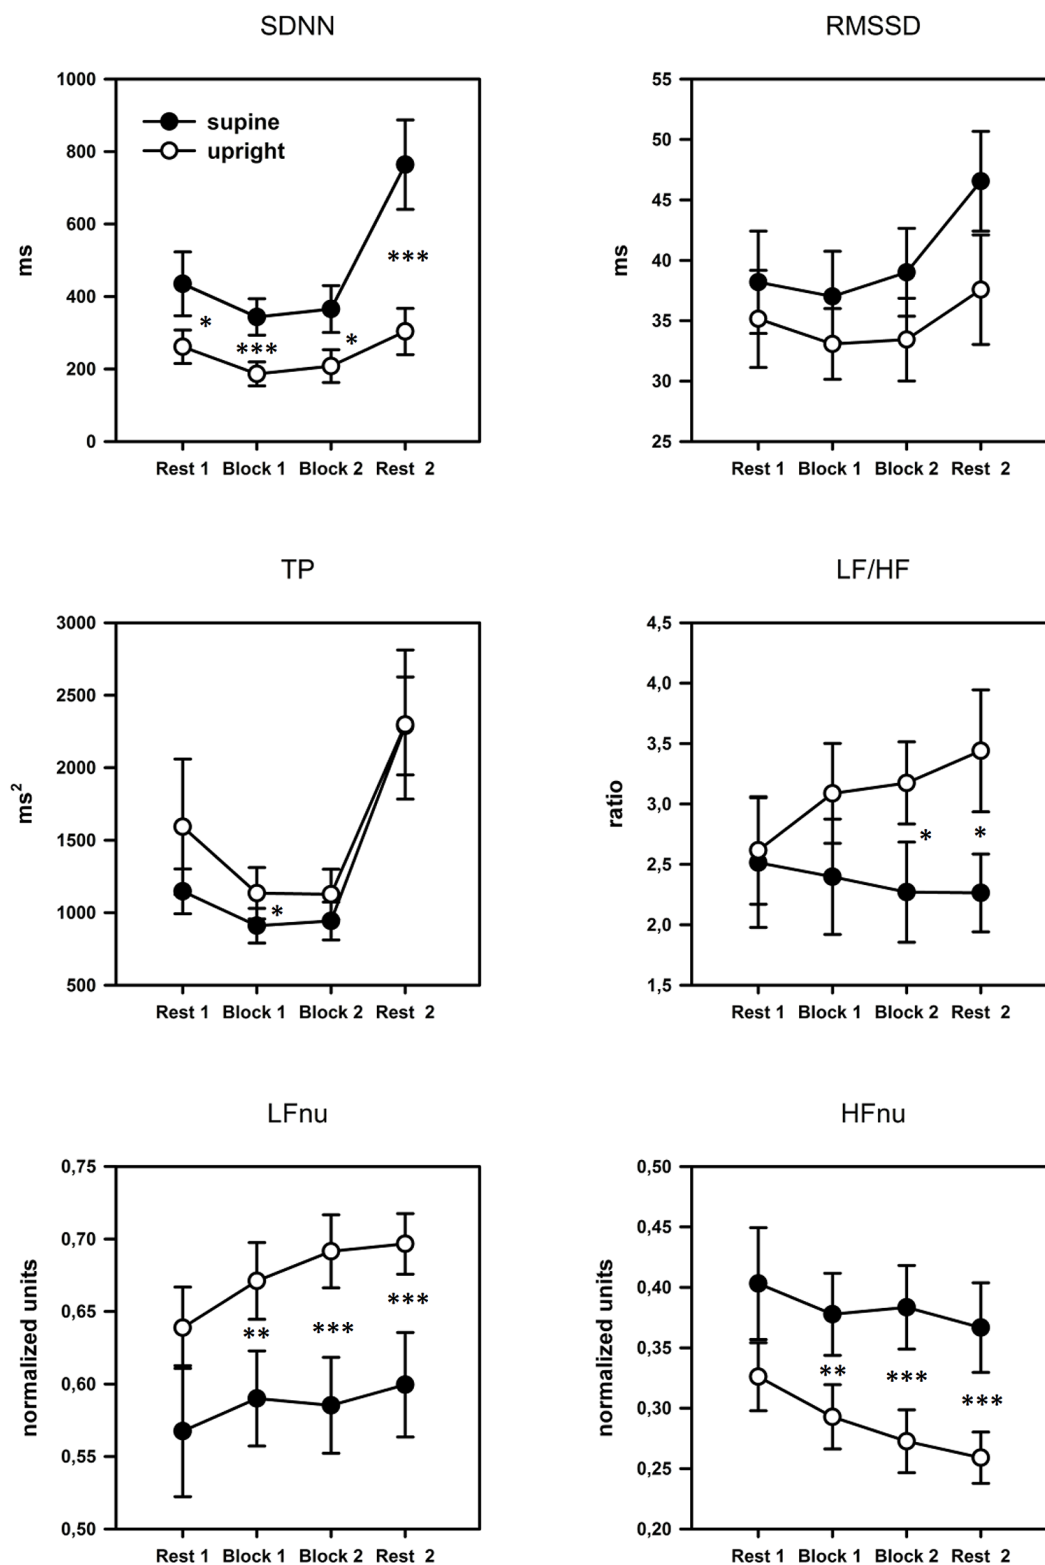 SDNN
1000
800
600
400
200
0
ms
supine
upright
*
***
*
***
Rest 1 Block 1 Block 2 Rest 2
RMSSD
55
50
45
40
35
30
25
ms
Rest 1 Block 1 Block 2 Rest 2
TP
3000
2500
2000
1500
1000
500
ms²
*
Rest 1 Block 1 Block 2 Rest 2
LF/HF
4,5
4,0
3,5
3,0
2,5
2,0
1,5
ratio
*
*
Rest 1 Block 1 Block 2 Rest 2
LFnu
0,75
0,70
0,65
0,60
0,55
0,50
normalized units
**
***
***
Rest 1 Block 1 Block 2 Rest 2
HFnu
0,50
0,45
0,40
0,35
0,30
0,25
0,20
normalized units
**
***
***
Rest 1 Block 1 Block 2 Rest 2